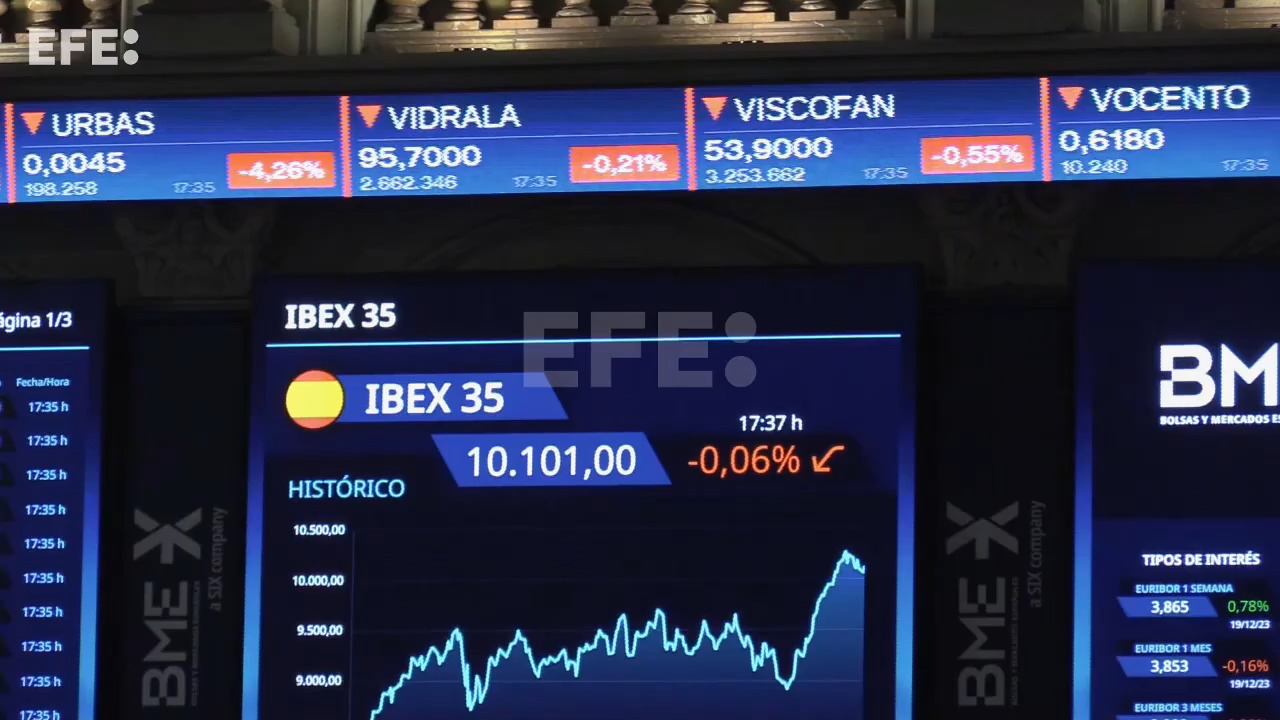 EFE:
URBAS
0,0045
-4,26%
198.258
17:35
VIDRALA
95,7000
-0,21%
2.662.346
17:35
VISCOFAN
53,9000
-0,55%
3.253.662
17:35
VOCENTO
0,6180
10.240
17:35
ágina 1/3
Fecha/Hora
17:35 h
17:35 h
17:35 h
17:35 h
17:35 h
17:35 h
17:35 h
17:35 h
17:35 h
17:35 h
BME
a SIX company
IBEX 35
EFE:
IBEX 35
17:37 h
10.101,00
-0,06%
HISTÓRICO
10.500,00
10.000,00
9.500,00
9.000,00
BME
a SIX company
BM
BOLSAS Y MERCADOS ES
TIPOS DE INTERÉS
EURIBOR 1 SEMANA
3,865
0,78%
19/12/23
EURIBOR 1 MES
3,853
-0,16%
19/12/23
EURIBOR 3 MESES